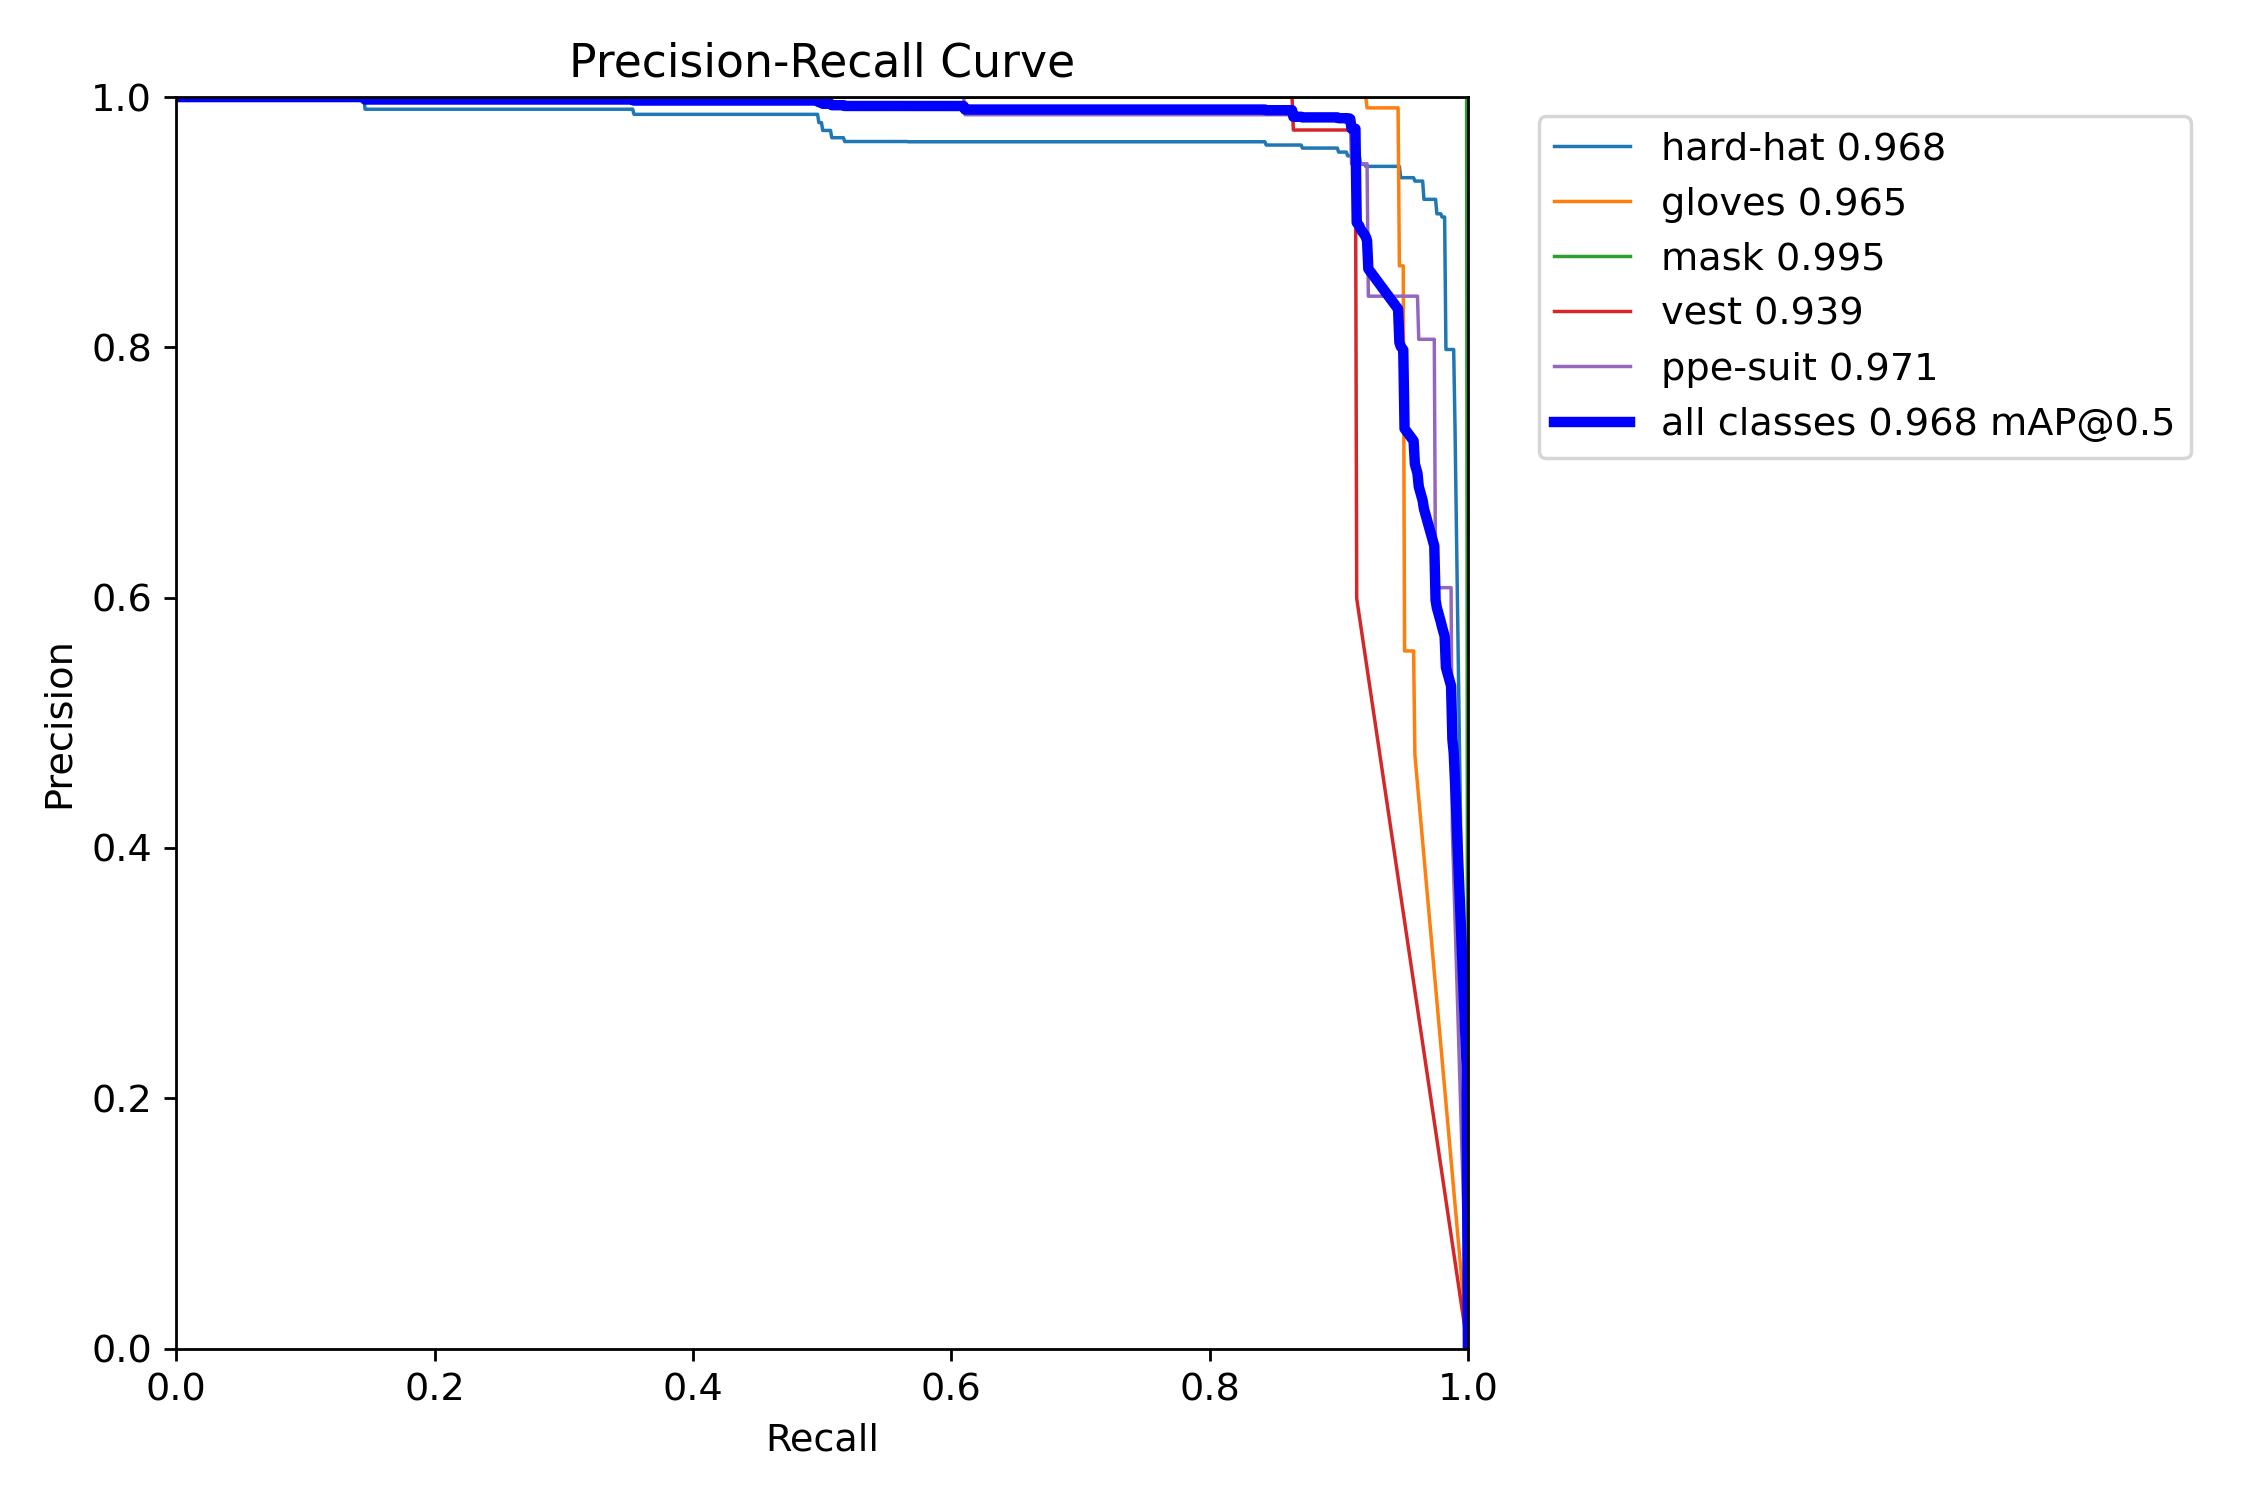 Precision-Recall Curve
1.0
0.8
0.6
0.4
0.2
0.0
Precision
0.0 0.2 0.4 0.6 0.8 1.0
Recall
hard-hat 0.968
gloves 0.965
mask 0.995
vest 0.939
ppe-suit 0.971
all classes 0.968 mAP@0.5